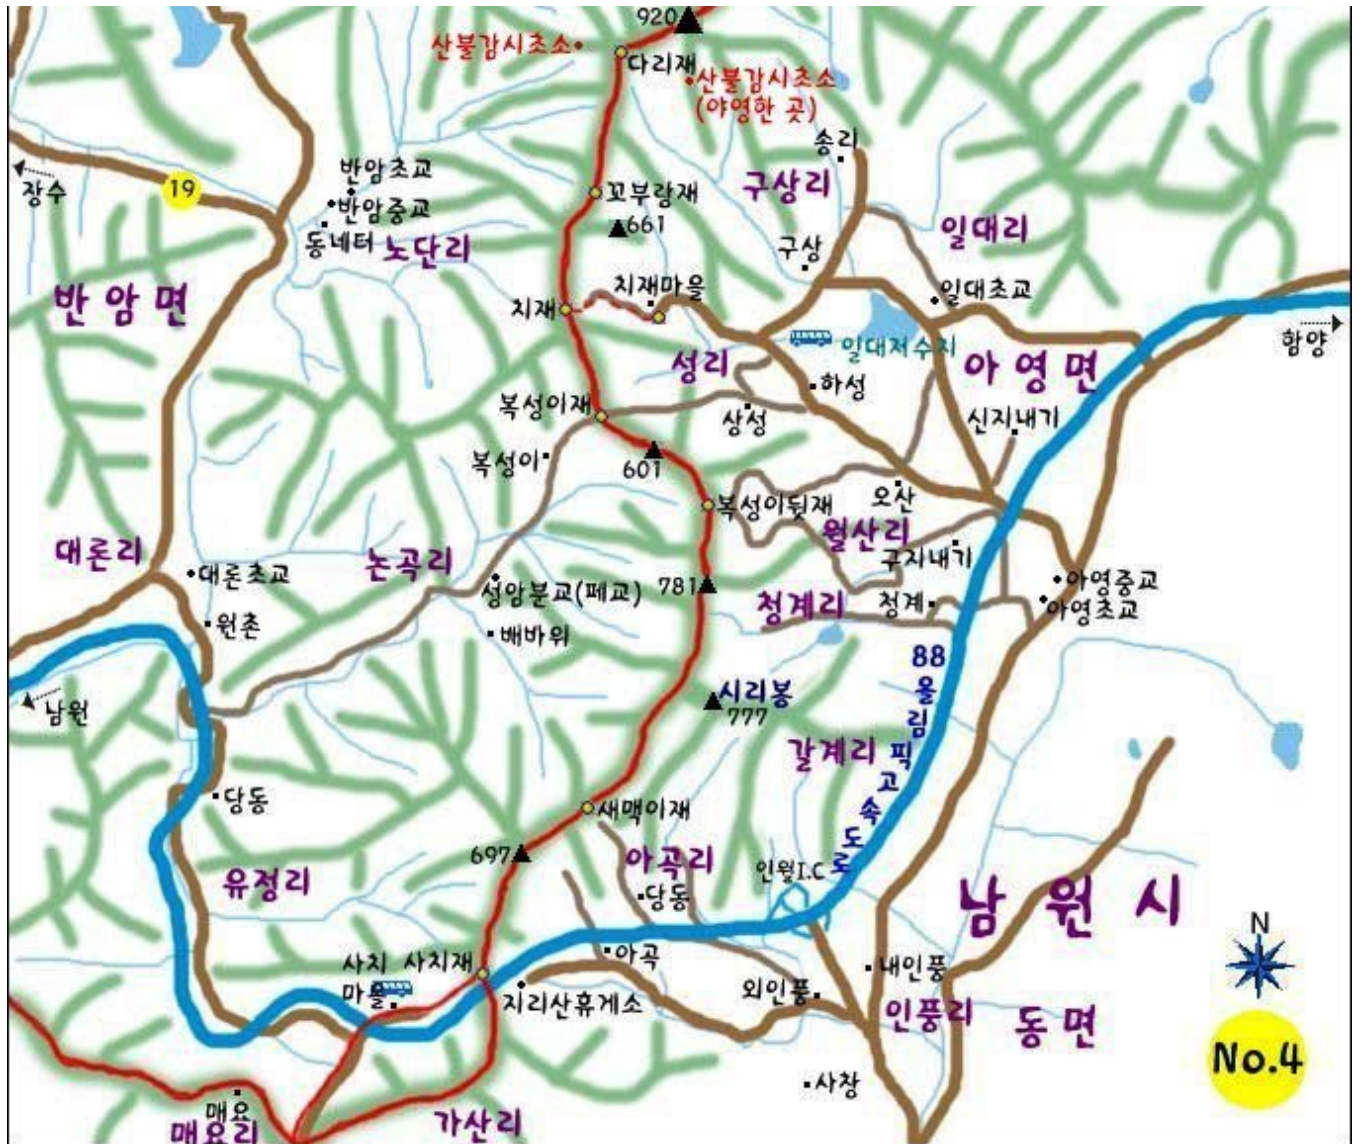 920
산불감시초소
다리재
산불감시초소
(야영한 곳)
송리
장수
19
반암초교
반암중교
동네터
노단리
꼬부랑재
661
구상리
구상
일대리
반암면
치재
치재마을
일대초교
함양
일대저수지
성리
하성
아영면
복성이재
상성
신지내기
복성이
601
복성이뒷재
오산
월산리
구지내기
대론리
대론초교
논곡리
성암분교(폐교)
781
청계리
청계
아영중교
아영초교
원촌
배바위
남원
시리봉
777
88올림픽고속도로
갈계리
당동
새맥이재
697
아곡리
당동
인월I.C
유정리
남원시
N
사치
마을
사치재
아곡
지리산휴게소
외인풍
내인풍
인풍리
동면
No.4
사창
매요
매요리
가산리